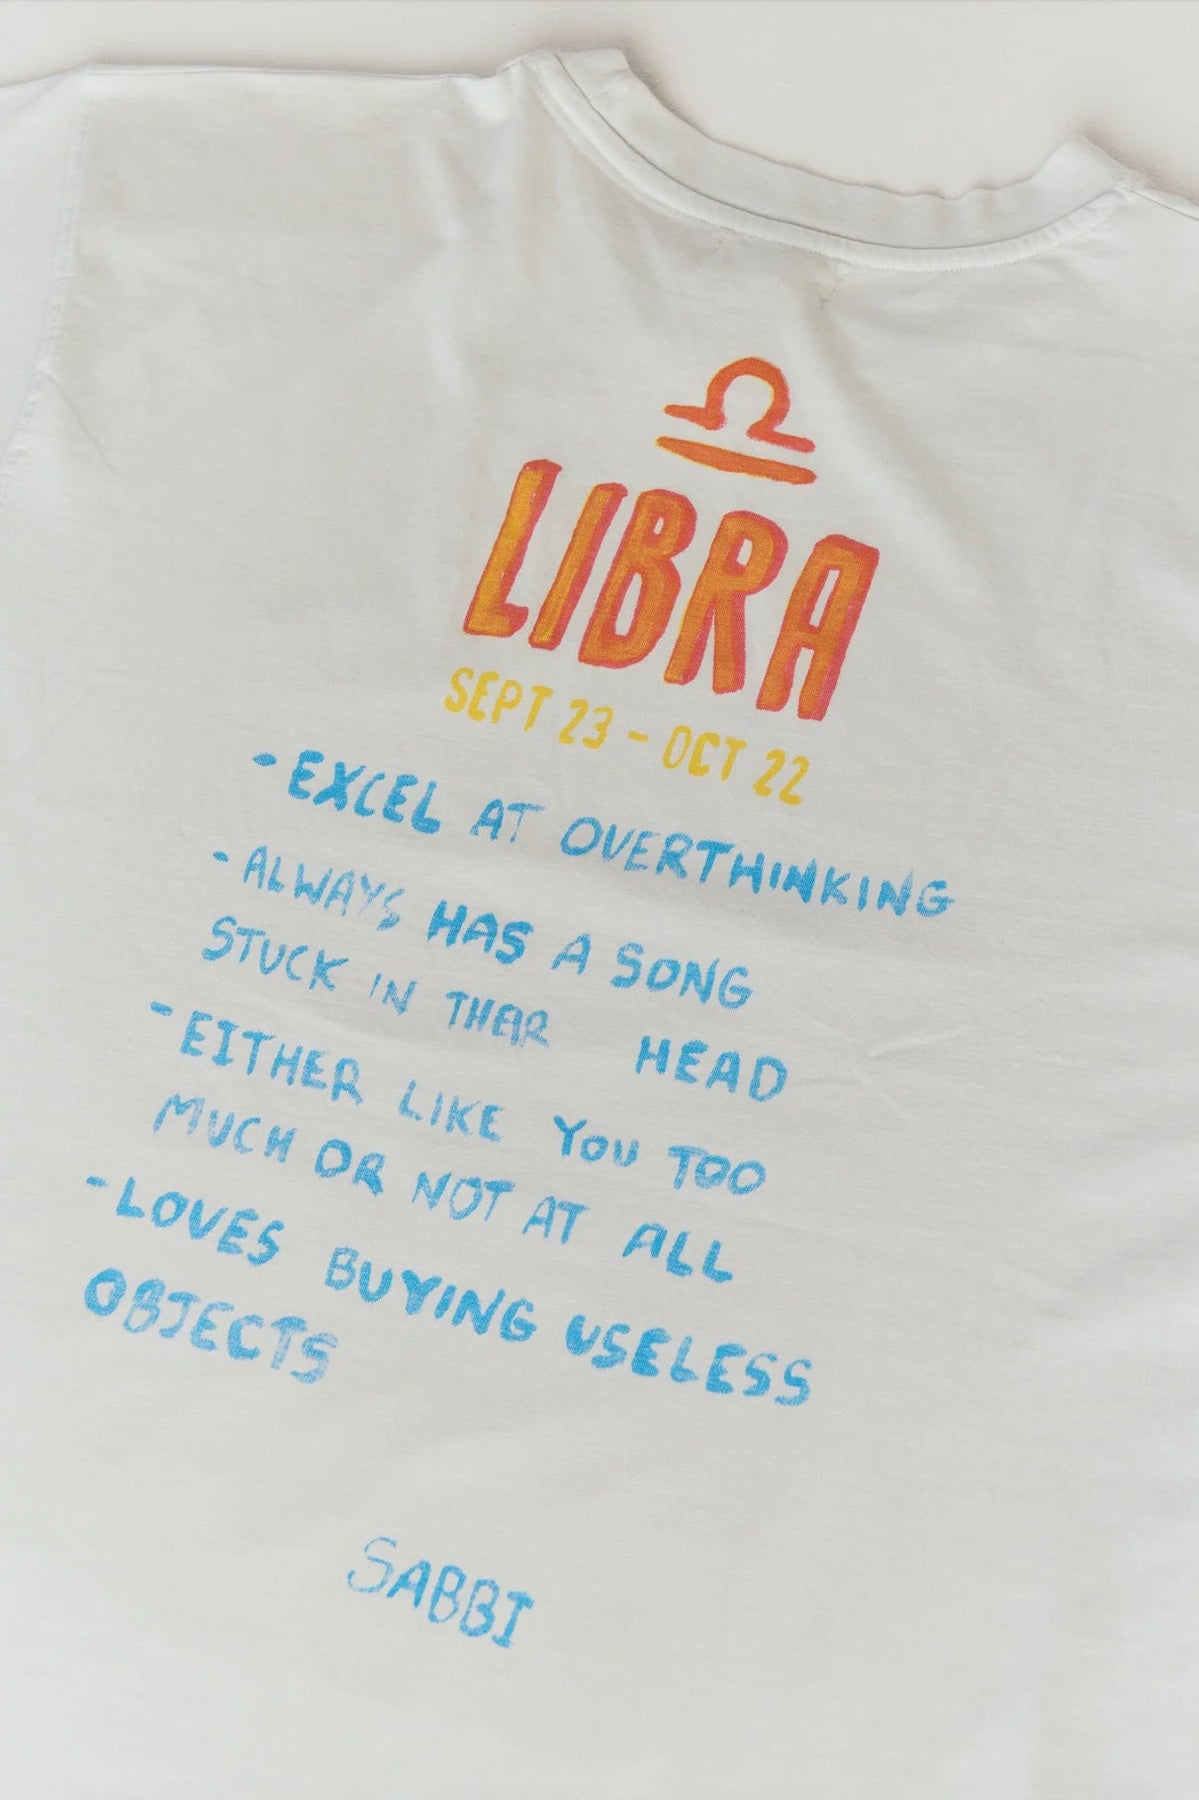 LIBRA
SEPT 23 - OCT 22
- EXCEL AT OVERTHINKING
- ALWAYS HAS A SONG
STUCK IN THEIR HEAD
- EITHER LIKE YOU TOO
MUCH OR NOT AT ALL
- LOVES BUYING USELESS
OBJECTS
SABBI